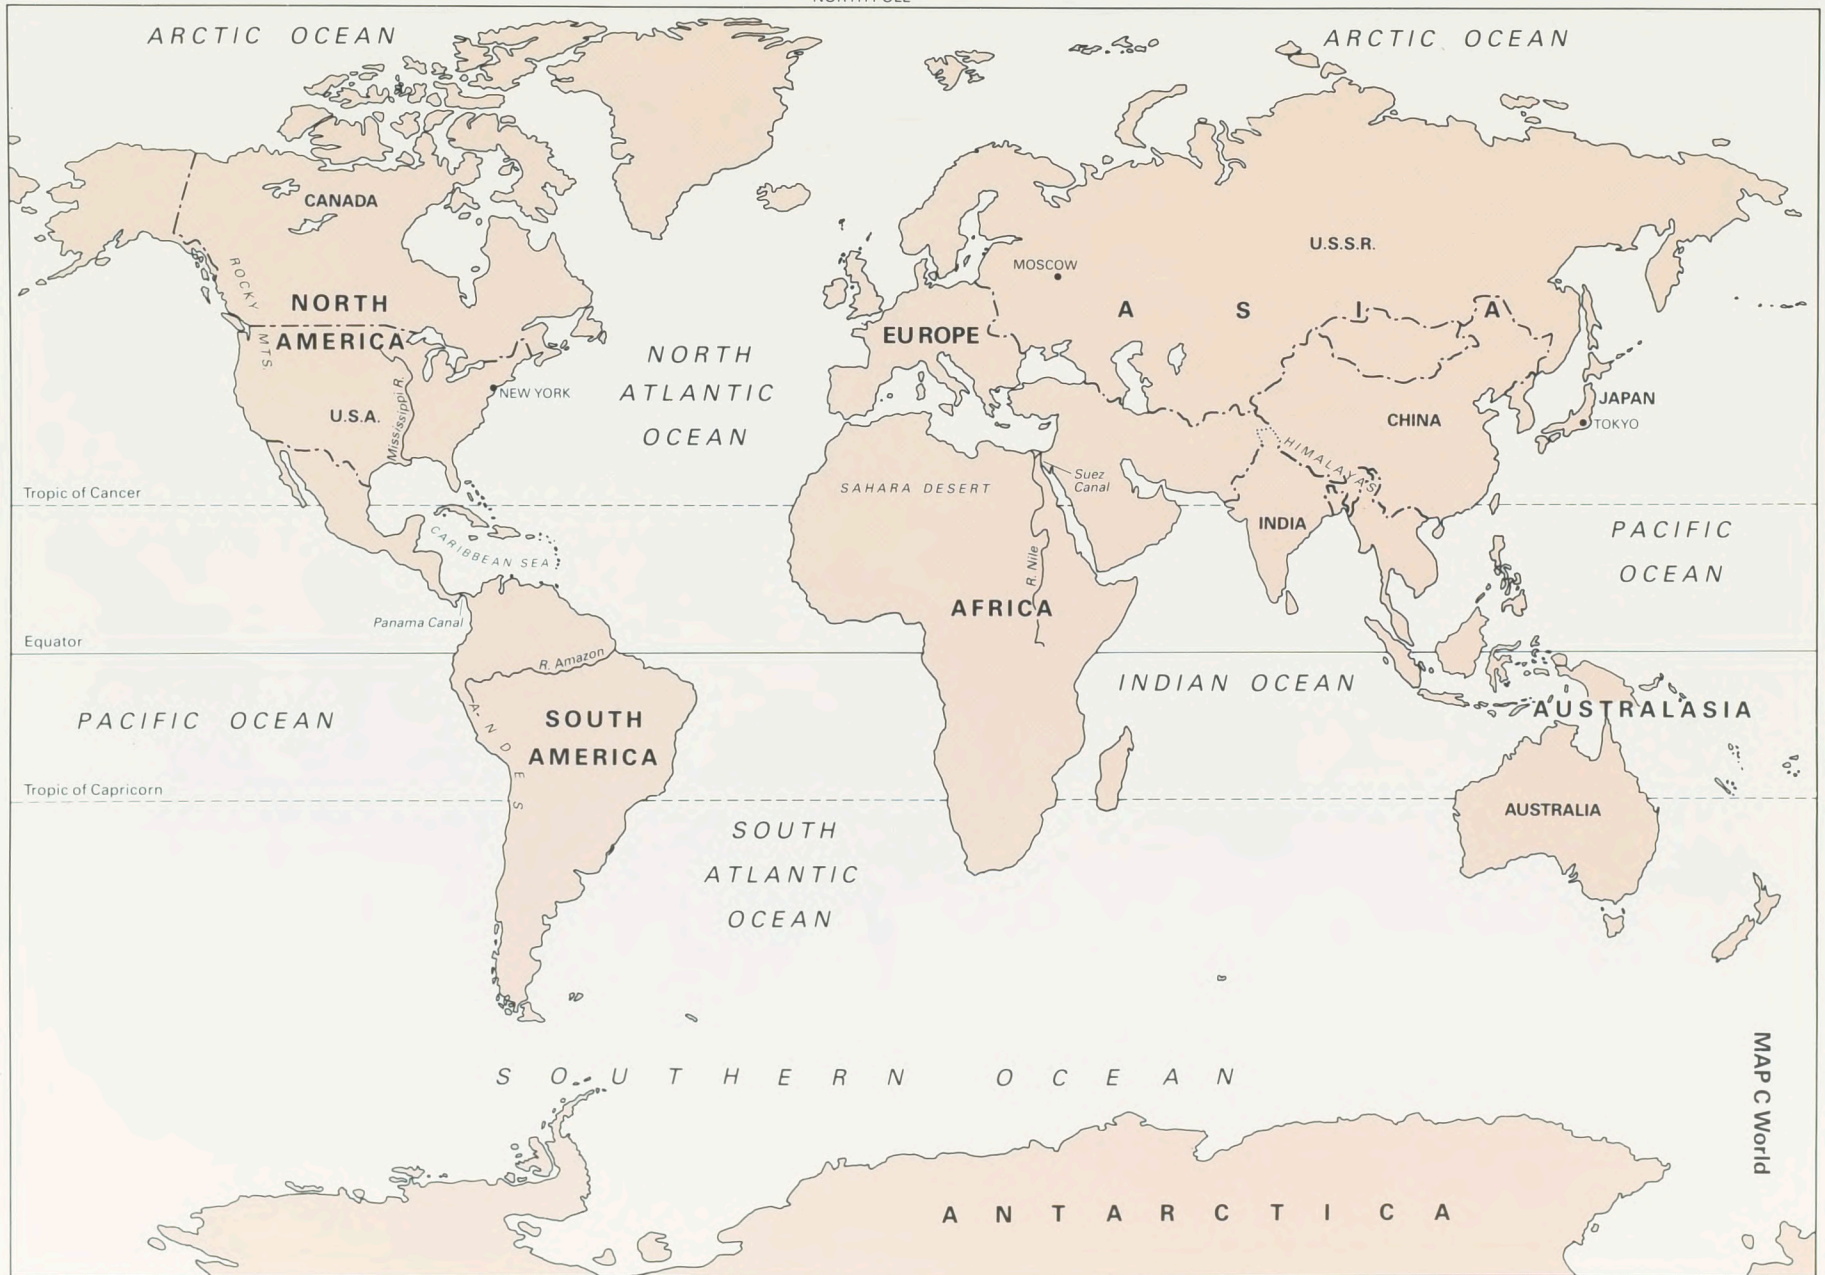 NORTH POLE
ARCTIC OCEAN
ARCTIC OCEAN
CANADA
U.S.S.R.
MOSCOW
ROCKY MTS.
NORTH
AMERICA
A S I A
EUROPE
NORTH
ATLANTIC
OCEAN
NEW YORK
U.S.A.
Mississippi R.
CHINA
JAPAN
TOKYO
HIMALAYAS
Suez
Canal
SAHARA DESERT
Tropic of Cancer
INDIA
PACIFIC
OCEAN
CARIBBEAN SEA
R. Nile
AFRICA
Panama Canal
Equator
R. Amazon
INDIAN OCEAN
AUSTRALASIA
PACIFIC OCEAN
ANDES
SOUTH
AMERICA
Tropic of Capricorn
AUSTRALIA
SOUTH
ATLANTIC
OCEAN
SOUTHERN OCEAN
MAP C World
ANTARCTICA